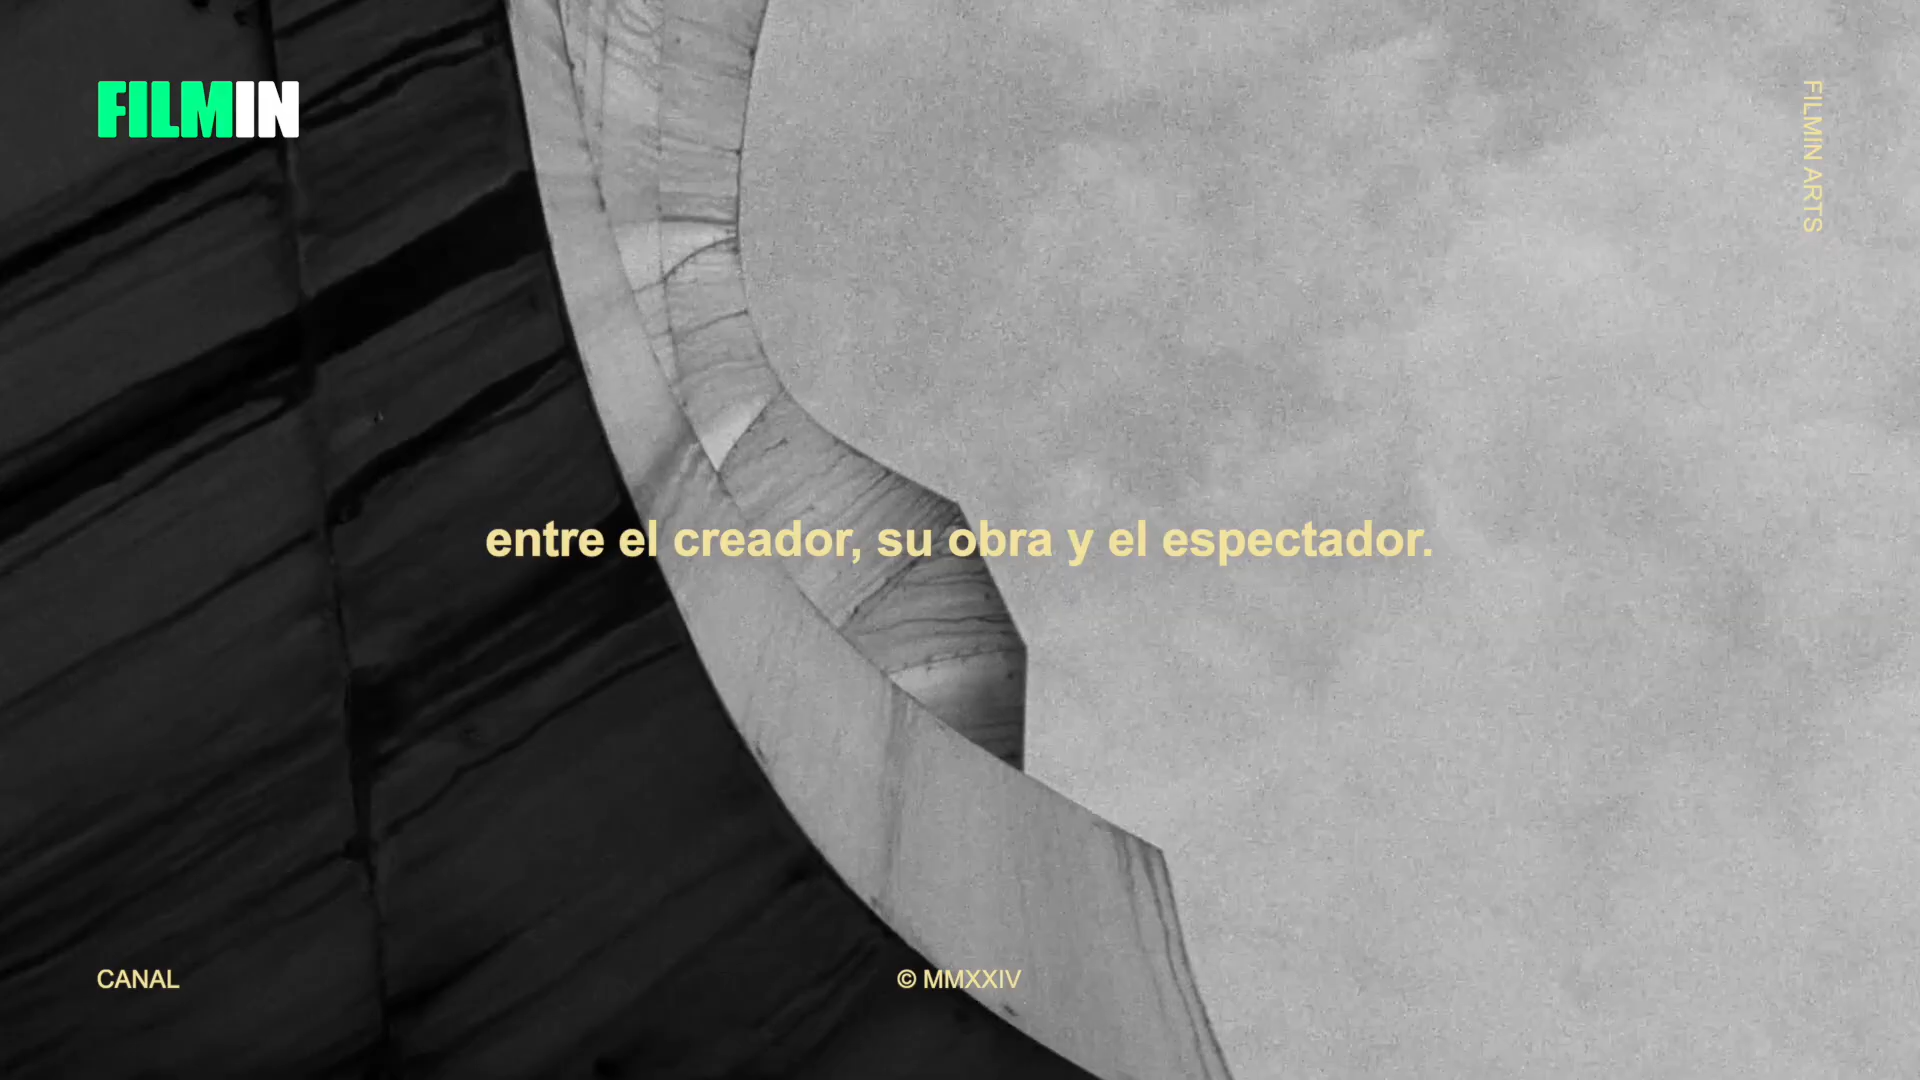 FILMIN
FILMIN ARTS
entre el creador, su obra y el espectador.
CANAL
© MMXXIV